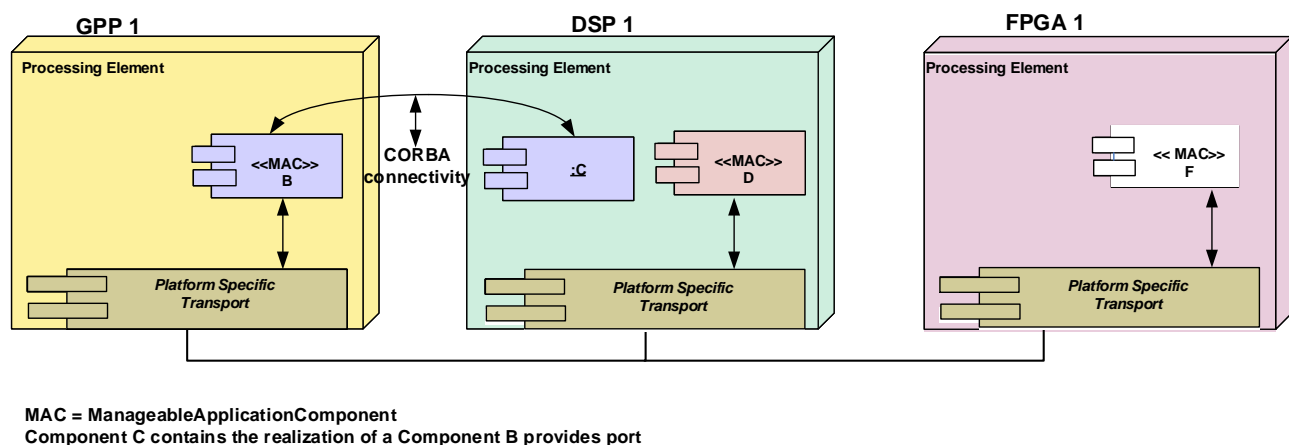 GPP 1
DSP 1
FPGA 1
Processing Element
Processing Element
Processing Element
CORBA
connectivity
<<MAC>>
B
:C
<<MAC>>
D
<< MAC>>
F
Platform Specific
Transport
Platform Specific
Transport
Platform Specific
Transport
MAC = ManageableApplicationComponent
Component C contains the realization of a Component B provides port